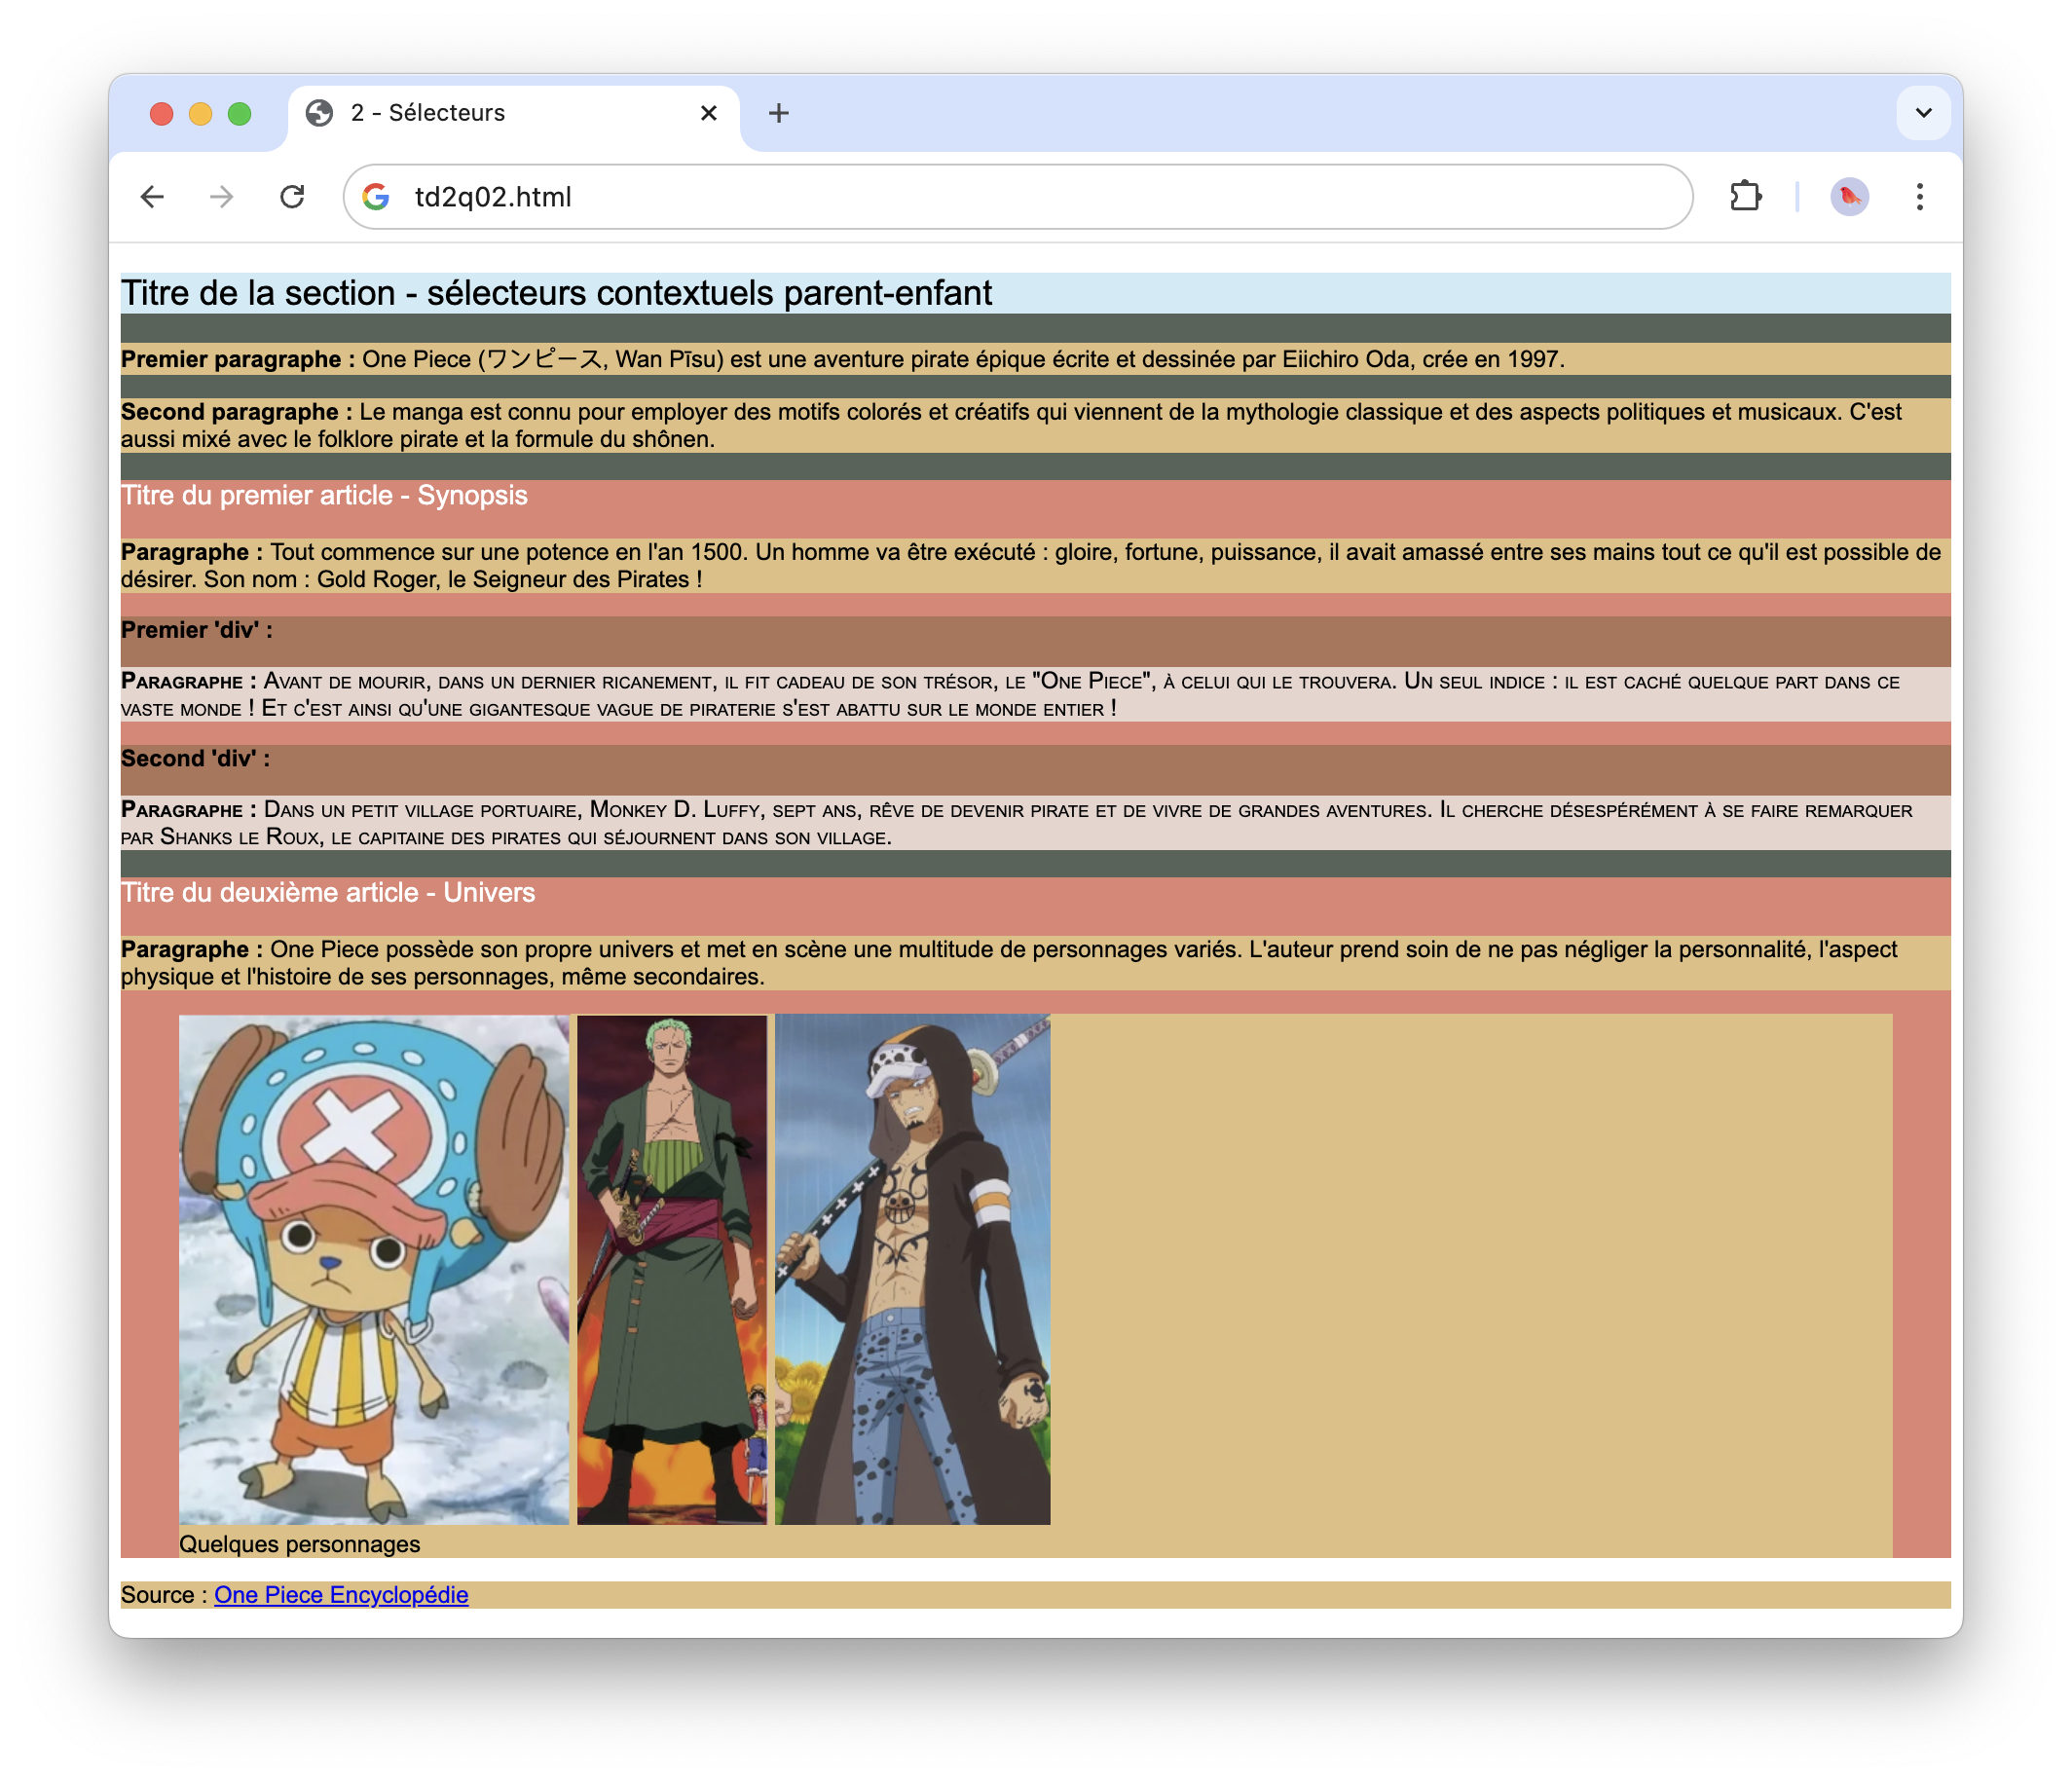 2 - Sélecteurs
td2q02.html
Titre de la section - sélecteurs contextuels parent-enfant
Premier paragraphe : One Piece (ワンピース, Wan Pīsu) est une aventure pirate épique écrite et dessinée par Eiichiro Oda, crée en 1997.
Second paragraphe : Le manga est connu pour employer des motifs colorés et créatifs qui viennent de la mythologie classique et des aspects politiques et musicaux. C'est
aussi mixé avec le folklore pirate et la formule du shônen.
Titre du premier article - Synopsis
Paragraphe : Tout commence sur une potence en l'an 1500. Un homme va être exécuté : gloire, fortune, puissance, il avait amassé entre ses mains tout ce qu'il est possible de
désirer. Son nom : Gold Roger, le Seigneur des Pirates !
Premier 'div' :
Paragraphe : Avant de mourir, dans un dernier ricanement, il fit cadeau de son trésor, le "One Piece", à celui qui le trouvera. Un seul indice : il est caché quelque part dans ce
vaste monde ! Et c'est ainsi qu'une gigantesque vague de piraterie s'est abattu sur le monde entier !
Second 'div' :
Paragraphe : Dans un petit village portuaire, Monkey D. Luffy, sept ans, rêve de devenir pirate et de vivre de grandes aventures. Il cherche désespérément à se faire remarquer
par Shanks le Roux, le capitaine des pirates qui séjournent dans son village.
Titre du deuxième article - Univers
Paragraphe : One Piece possède son propre univers et met en scène une multitude de personnages variés. L'auteur prend soin de ne pas négliger la personnalité, l'aspect
physique et l'histoire de ses personnages, même secondaires.
Quelques personnages
Source : One Piece Encyclopédie